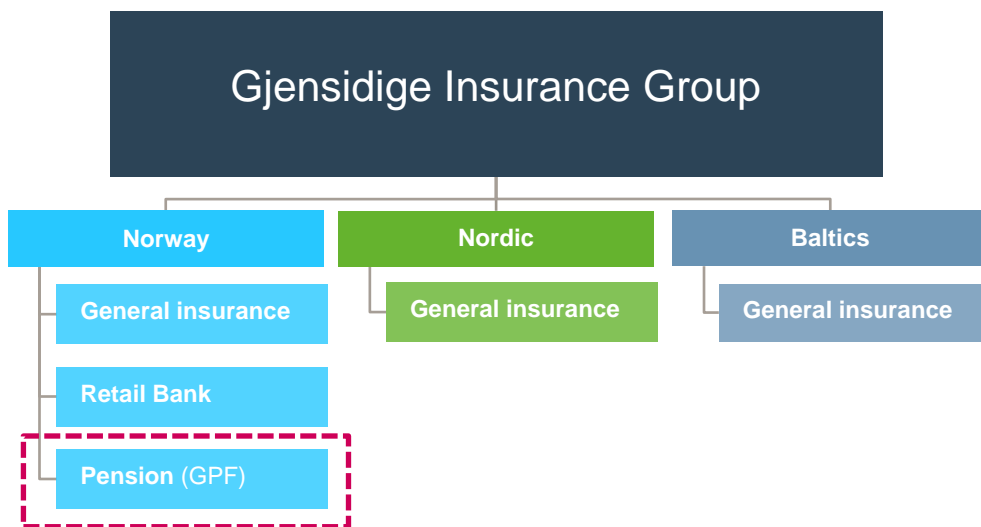 Gjensidige Insurance Group
Norway
General insurance
Retail Bank
Pension (GPF)
Nordic
General insurance
Baltics
General insurance